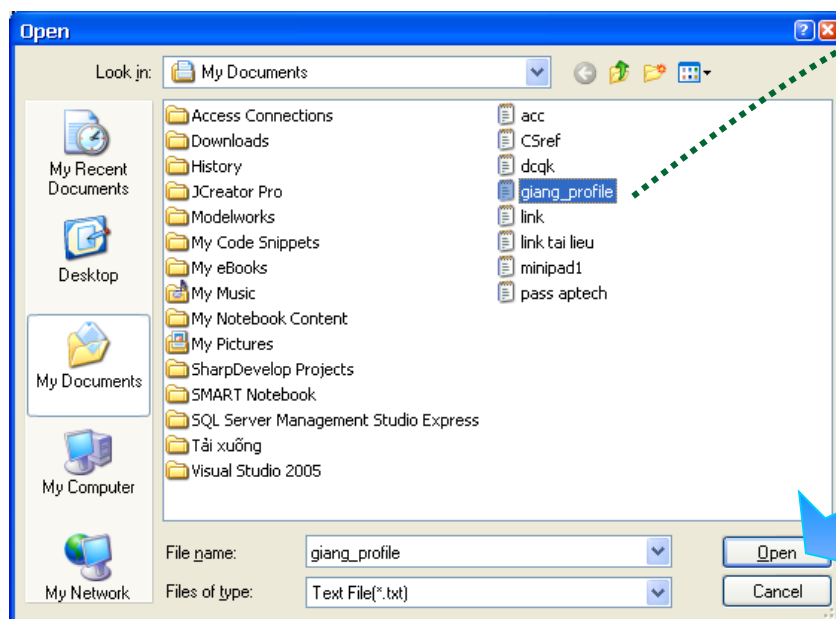 Open
Look in:
My Documents
My Recent
Documents
Desktop
My Documents
My Computer
My Network
Access Connections
Downloads
History
JCreator Pro
Modelworks
My Code Snippets
My eBooks
My Music
My Notebook Content
My Pictures
SharpDevelop Projects
SMART Notebook
SQL Server Management Studio Express
Tải xuống
Visual Studio 2005
acc
CSref
dcqk
giang_profile
link
link tai lieu
minipad1
pass aptech
File name:
giang_profile
Open
Files of type:
Text File(*.txt)
Cancel